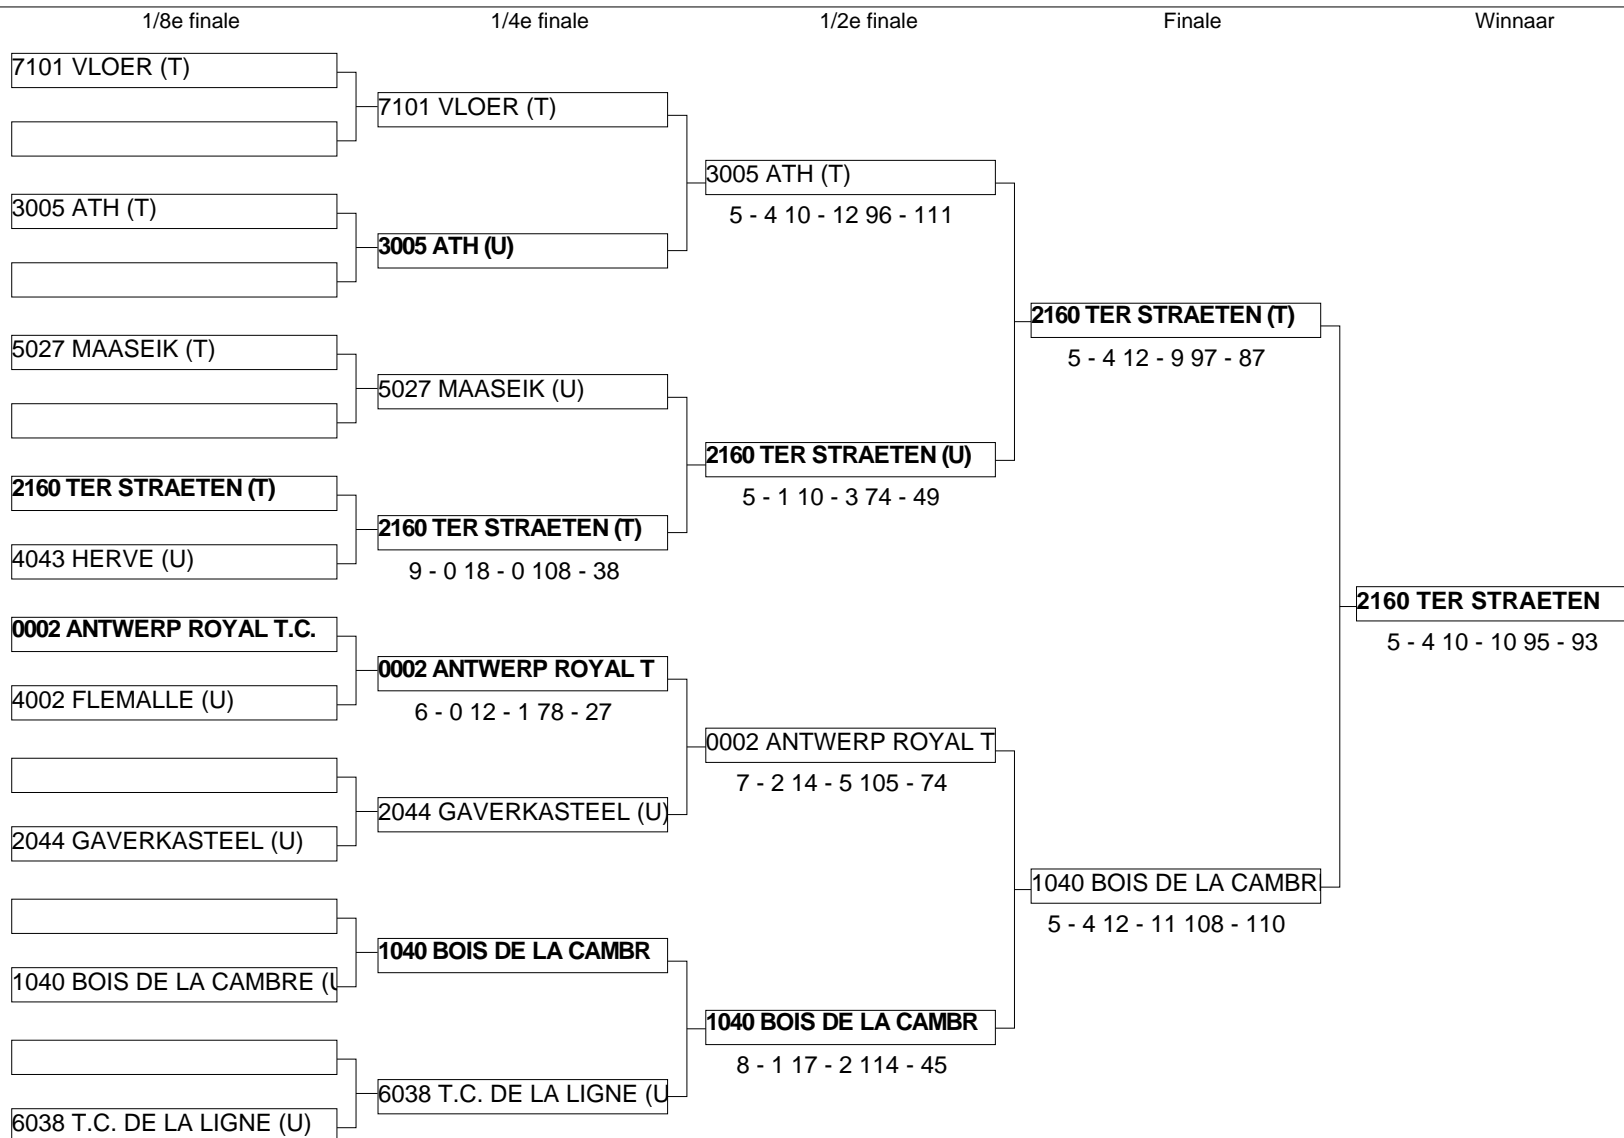 1/8e finale
1/4e finale
1/2e finale
Finale
Winnaar
7101 VLOER (T)
3005 ATH (T)
5027 MAASEIK (T)
2160 TER STRAETEN (T)
4043 HERVE (U)
0002 ANTWERP ROYAL T.C.
4002 FLEMALLE (U)
2044 GAVERKASTEEL (U)
1040 BOIS DE LA CAMBRE (U
6038 T.C. DE LA LIGNE (U)
7101 VLOER (T)
3005 ATH (U)
5027 MAASEIK (U)
2160 TER STRAETEN (T)
9 - 0 18 - 0 108 - 38
0002 ANTWERP ROYAL T
6 - 0 12 - 1 78 - 27
2044 GAVERKASTEEL (U)
1040 BOIS DE LA CAMBR
6038 T.C. DE LA LIGNE (U
3005 ATH (T)
5 - 4 10 - 12 96 - 111
2160 TER STRAETEN (U)
5 - 1 10 - 3 74 - 49
0002 ANTWERP ROYAL T
7 - 2 14 - 5 105 - 74
1040 BOIS DE LA CAMBR
8 - 1 17 - 2 114 - 45
2160 TER STRAETEN (T)
5 - 4 12 - 9 97 - 87
1040 BOIS DE LA CAMBR
5 - 4 12 - 11 108 - 110
2160 TER STRAETEN
5 - 4 10 - 10 95 - 93